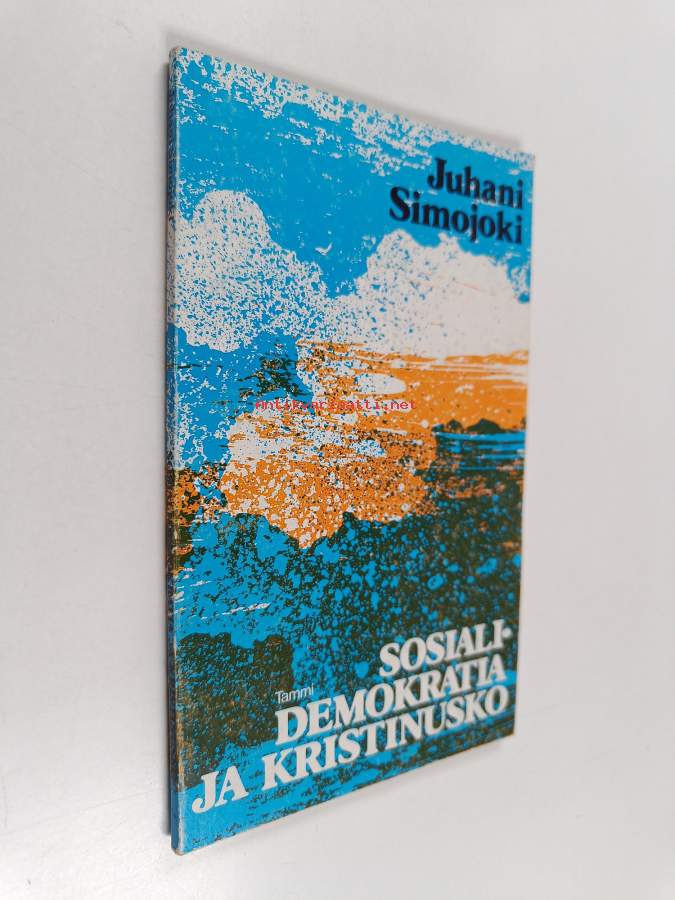 Juhani
Simojoki
Antikvariaatti.net
SOSIALI-
Tammi
DEMOKRATIA
JA KRISTINUSKO